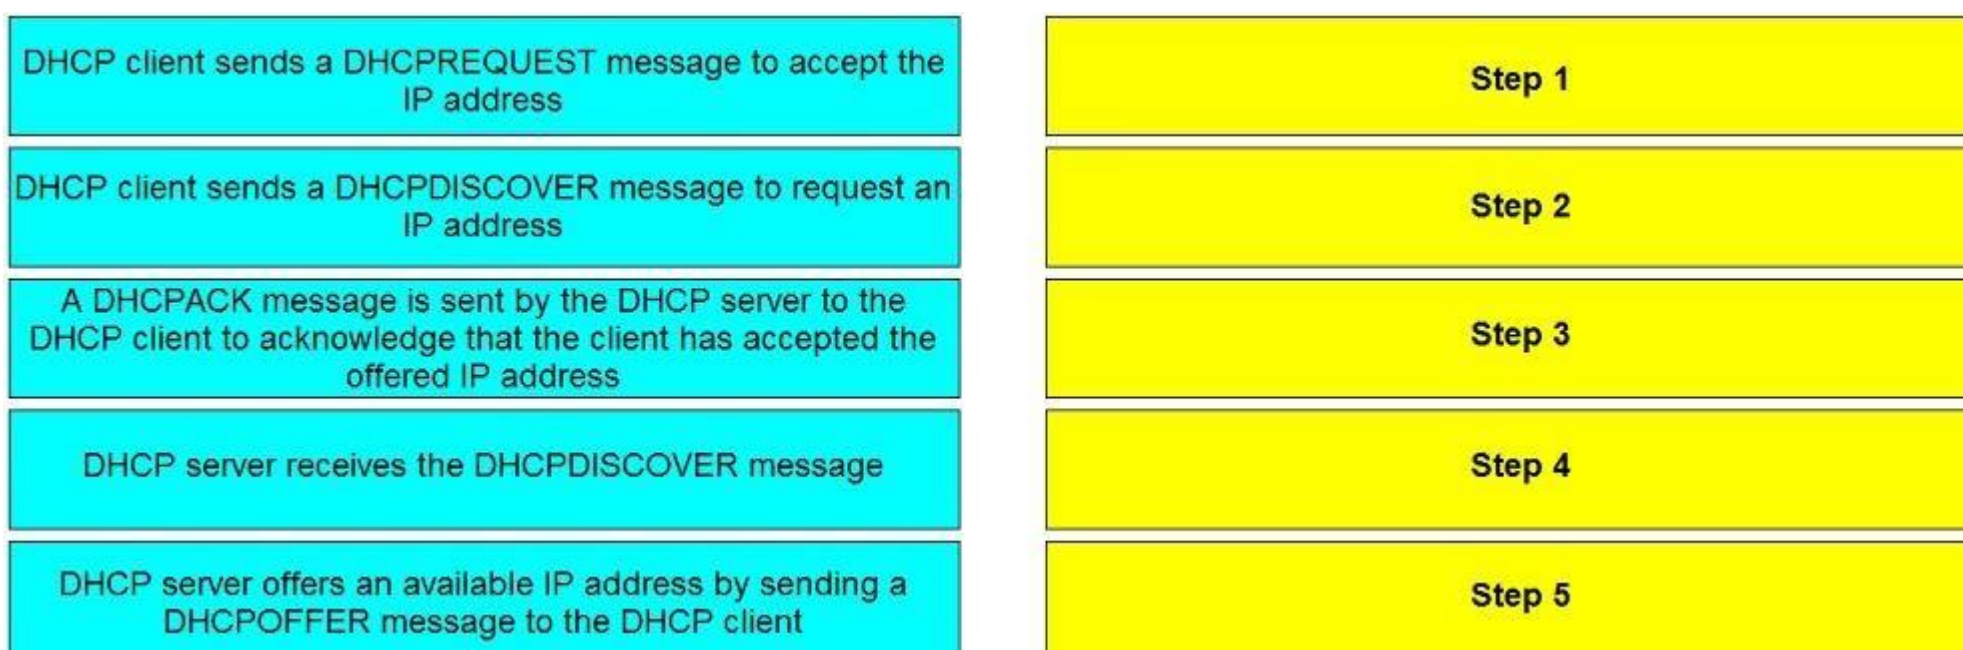 DHCP client sends a DHCPREQUEST message to accept the
IP address
Step 1
DHCP client sends a DHCPDISCOVER message to request an
IP address
Step 2
A DHCPACK message is sent by the DHCP server to the
DHCP client to acknowledge that the client has accepted the
offered IP address
Step 3
DHCP server receives the DHCPDISCOVER message
Step 4
DHCP server offers an available IP address by sending a
DHCPOFFER message to the DHCP client
Step 5